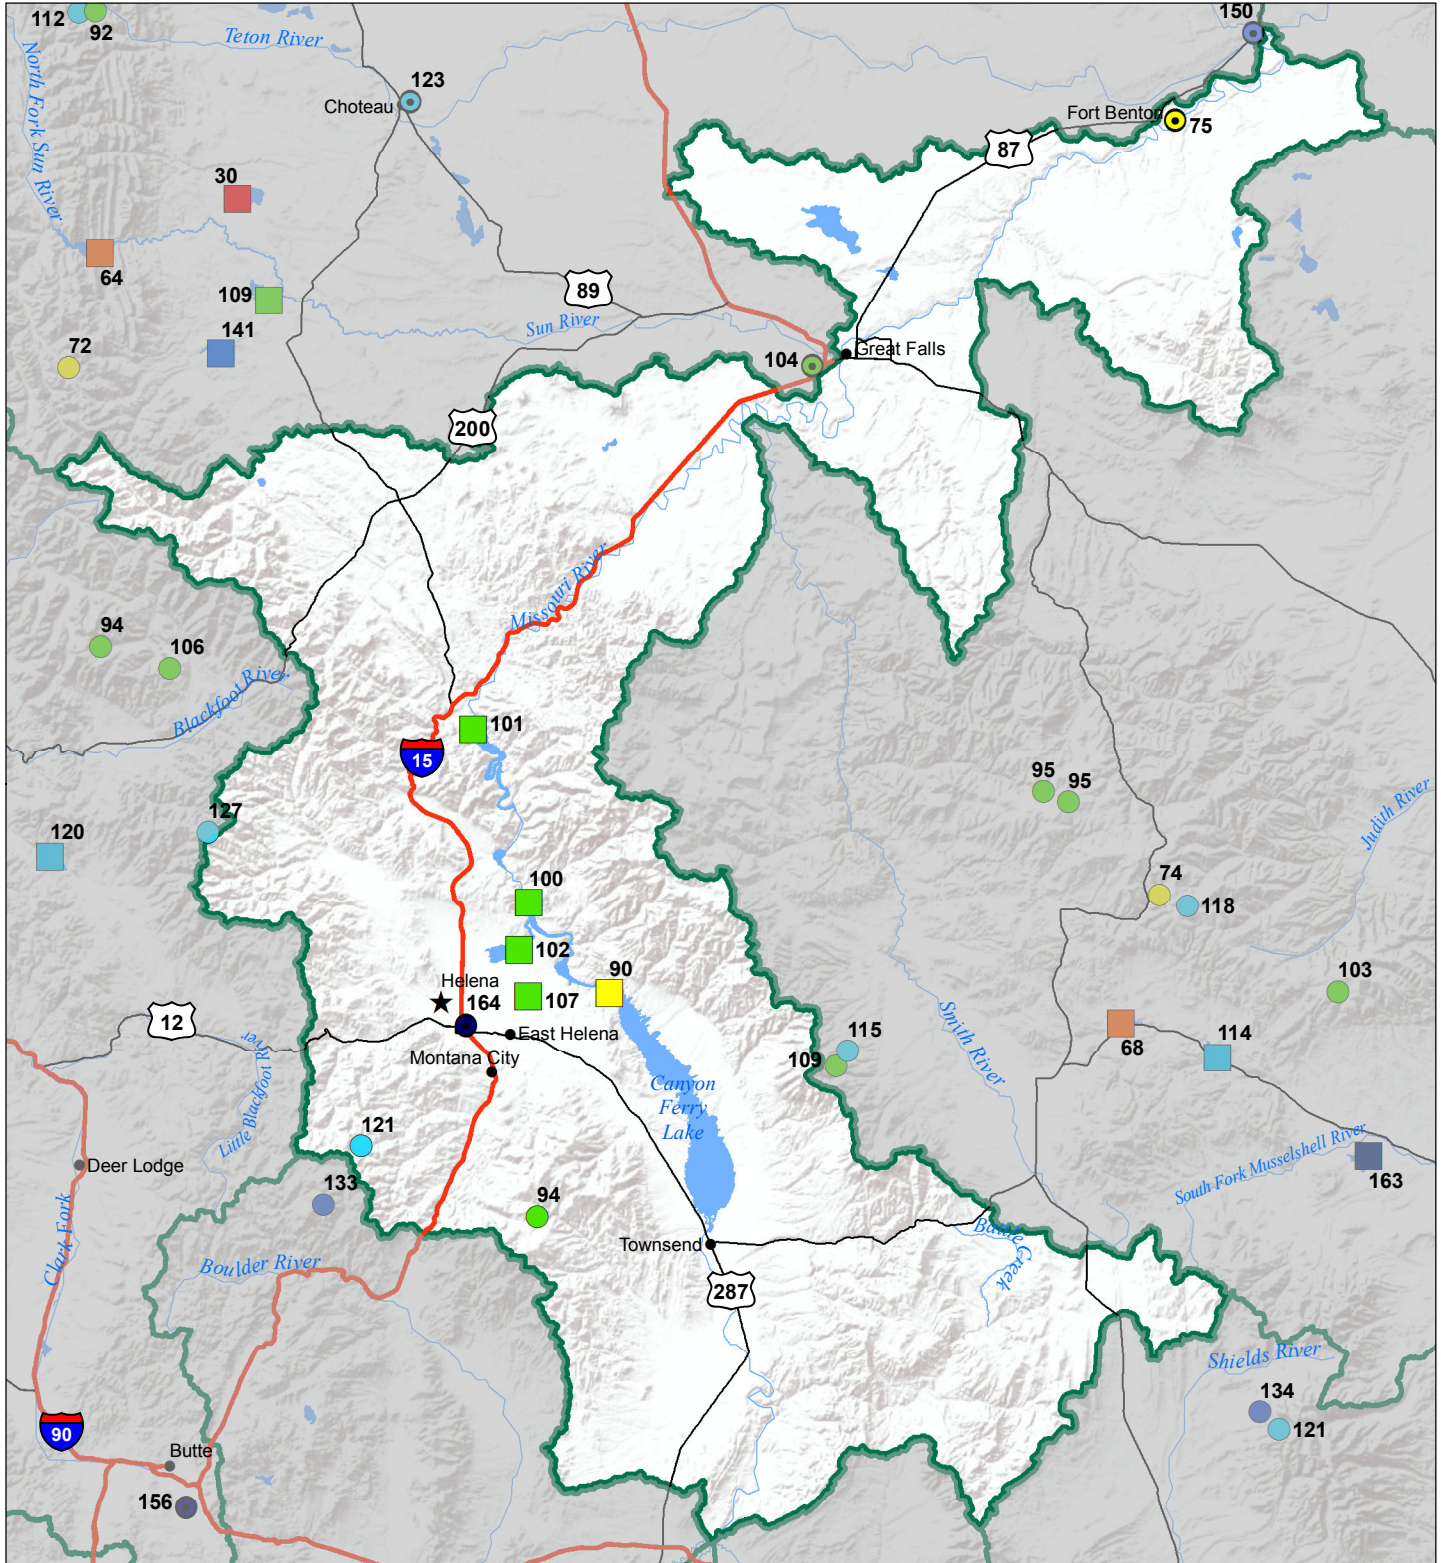 112
92
Teton River
150
North Fork Sun River
123
Choteau
Fort Benton
75
87
30
64
109
89
141
Sun River
72
104
Great Falls
200
Missouri River
94
106
Blackfoot River
101
15
95
95
127
120
Judith River
100
74
118
102
90
Helena
164
107
103
12
East Helena
68
115
114
109
Montana City
Little Blackfoot River
Smith River
Canyon
Ferry
Lake
121
South Fork Musselshell River
163
Deer Lodge
133
94
Clark Fork
Townsend
Battle Creek
Boulder River
287
Shields River
134
121
90
Butte
156